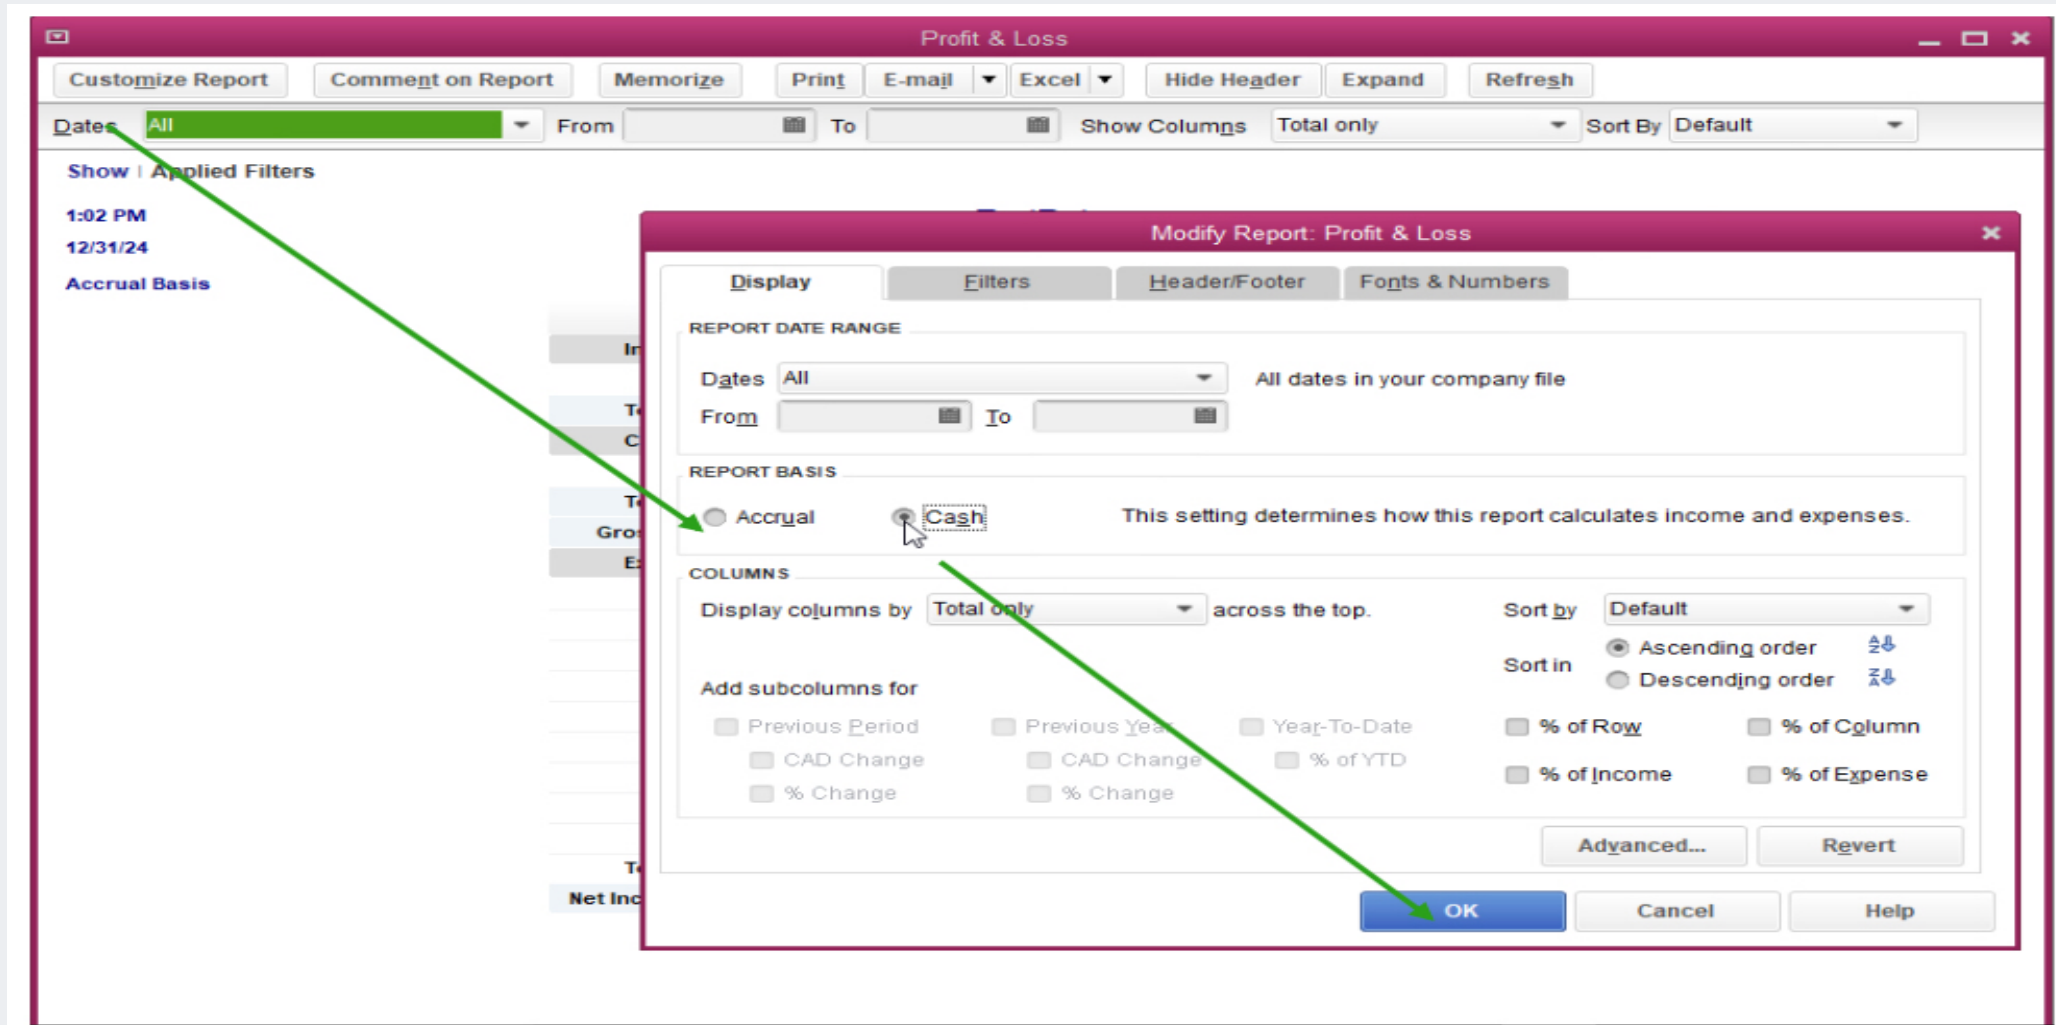 Profit & Loss
Customize Report Comment on Report Memorize Print E-mail Excel Hide Header Expand Refresh
Dates All From To Show Columns Total only Sort By Default
Show | Applied Filters
1:02 PM
12/31/24
Accrual Basis
Modify Report: Profit & Loss
Display Filters Header/Footer Fonts & Numbers
REPORT DATE RANGE
Dates All All dates in your company file
From To
REPORT BASIS
Accrual Cash This setting determines how this report calculates income and expenses.
COLUMNS
Display columns by Total only across the top. Sort by Default
Ascending order
Sort in
Descending order
Add subcolumns for
Previous Period Previous Year Year-To-Date % of Row % of Column
CAD Change CAD Change % of YTD
% of Income % of Expense
% Change % Change
Advanced... Revert
Net Inc
OK Cancel Help